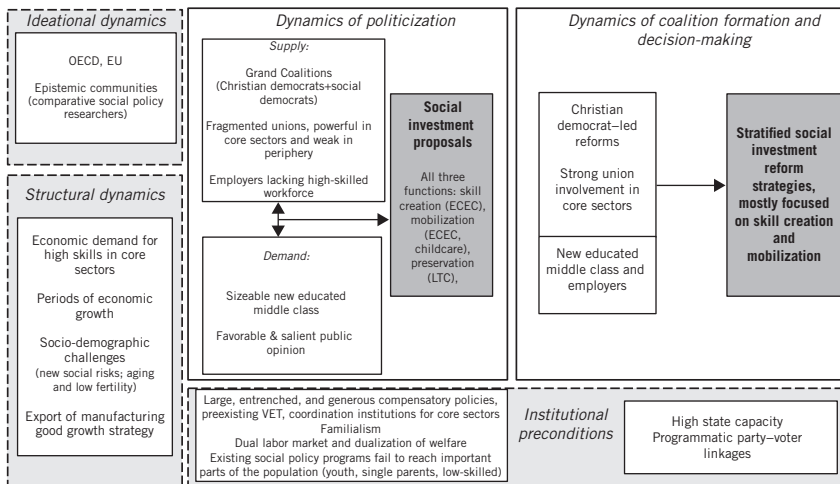 Ideational dynamics
OECD, EU
Epistemic communities
(comparative social policy
researchers)
Structural dynamics
Economic demand for
high skills in core
sectors
Periods of economic
growth
Socio-demographic
challenges
(new social risks; aging
and low fertility)
Export of manufacturing
good growth strategy
Dynamics of politicization
Supply:
Grand Coalitions
(Christian democrats+social
democrats)
Fragmented unions, powerful in
core sectors and weak in
periphery
Employers lacking high-skilled
workforce
Demand:
Sizeable new educated
middle class
Favorable & salient public
opinion
Social
investment
proposals
All three
functions: skill
creation (ECEC),
mobilization
(ECEC,
childcare),
preservation
(LTC),
Dynamics of coalition formation and
decision-making
Christian
democrat–led
reforms
Strong union
involvement in
core sectors
New educated
middle class and
employers
Stratified social
investment
reform
strategies,
mostly focused
on skill creation
and
mobilization
Large, entrenched, and generous compensatory policies,
preexisting VET, coordination institutions for core sectors
Familialism
Dual labor market and dualization of welfare
Existing social policy programs fail to reach important
parts of the population (youth, single parents, low-skilled)
Institutional
preconditions
High state capacity
Programmatic party–voter
linkages